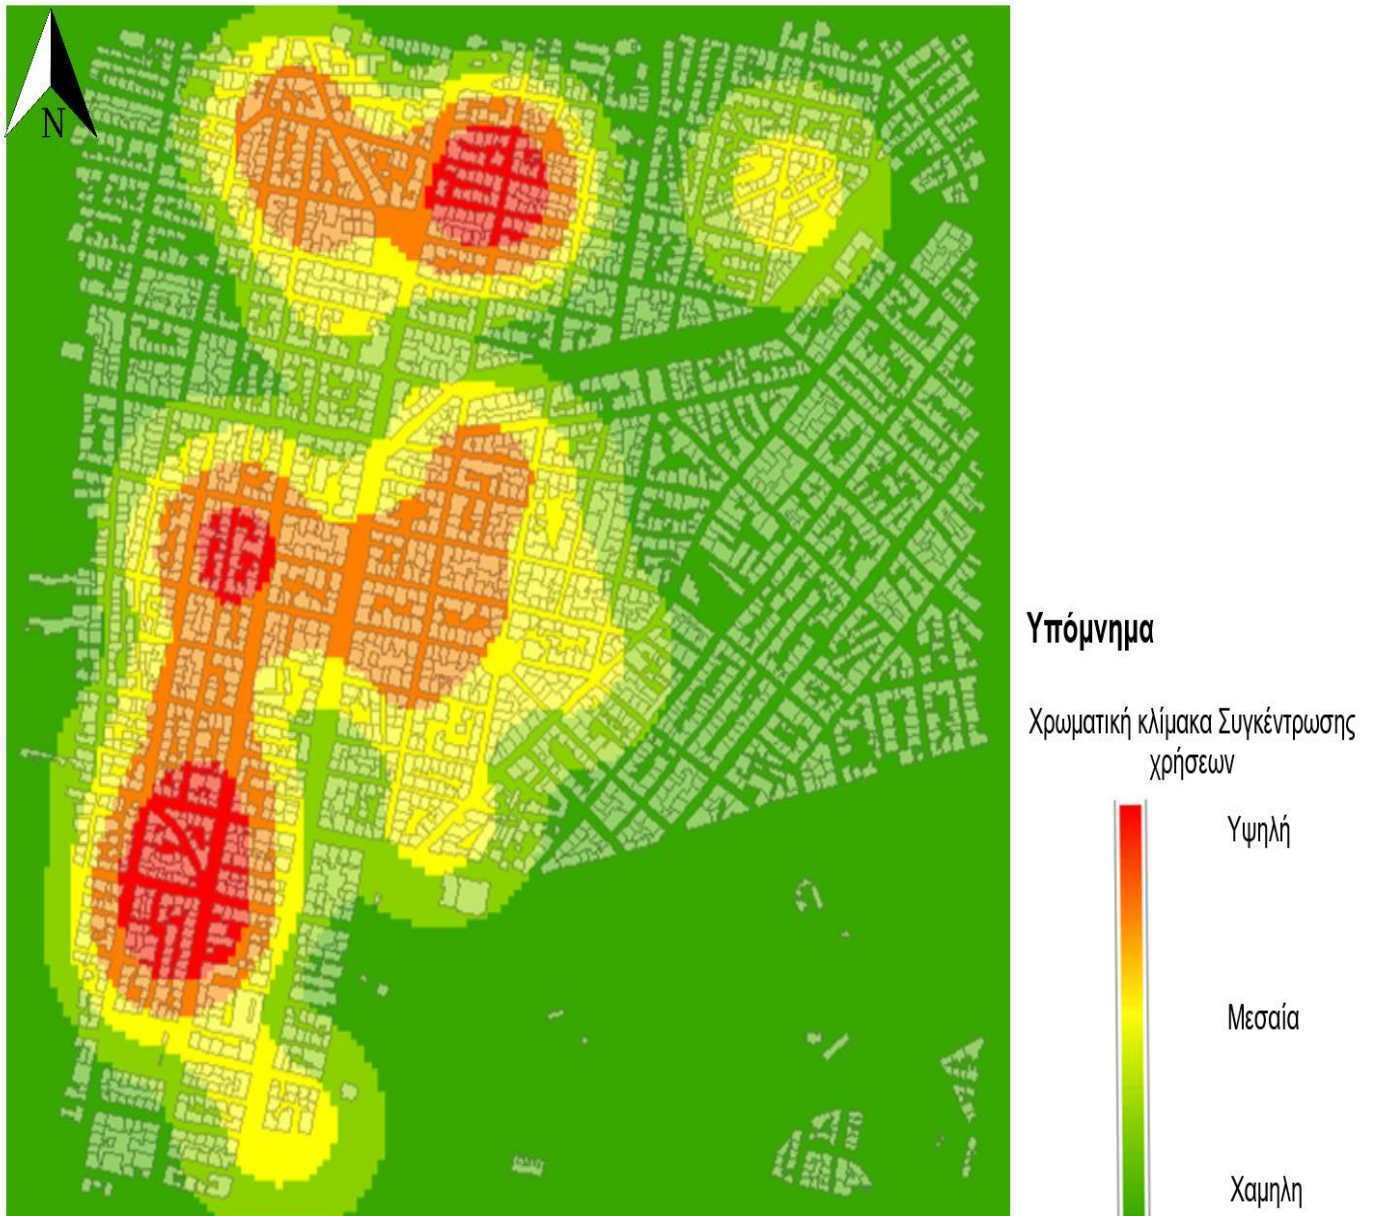 N
Υπόμνημα
Χρωματική κλίμακα Συγκέντρωσης
χρήσεων
Υψηλή
Μεσαία
Χαμηλη